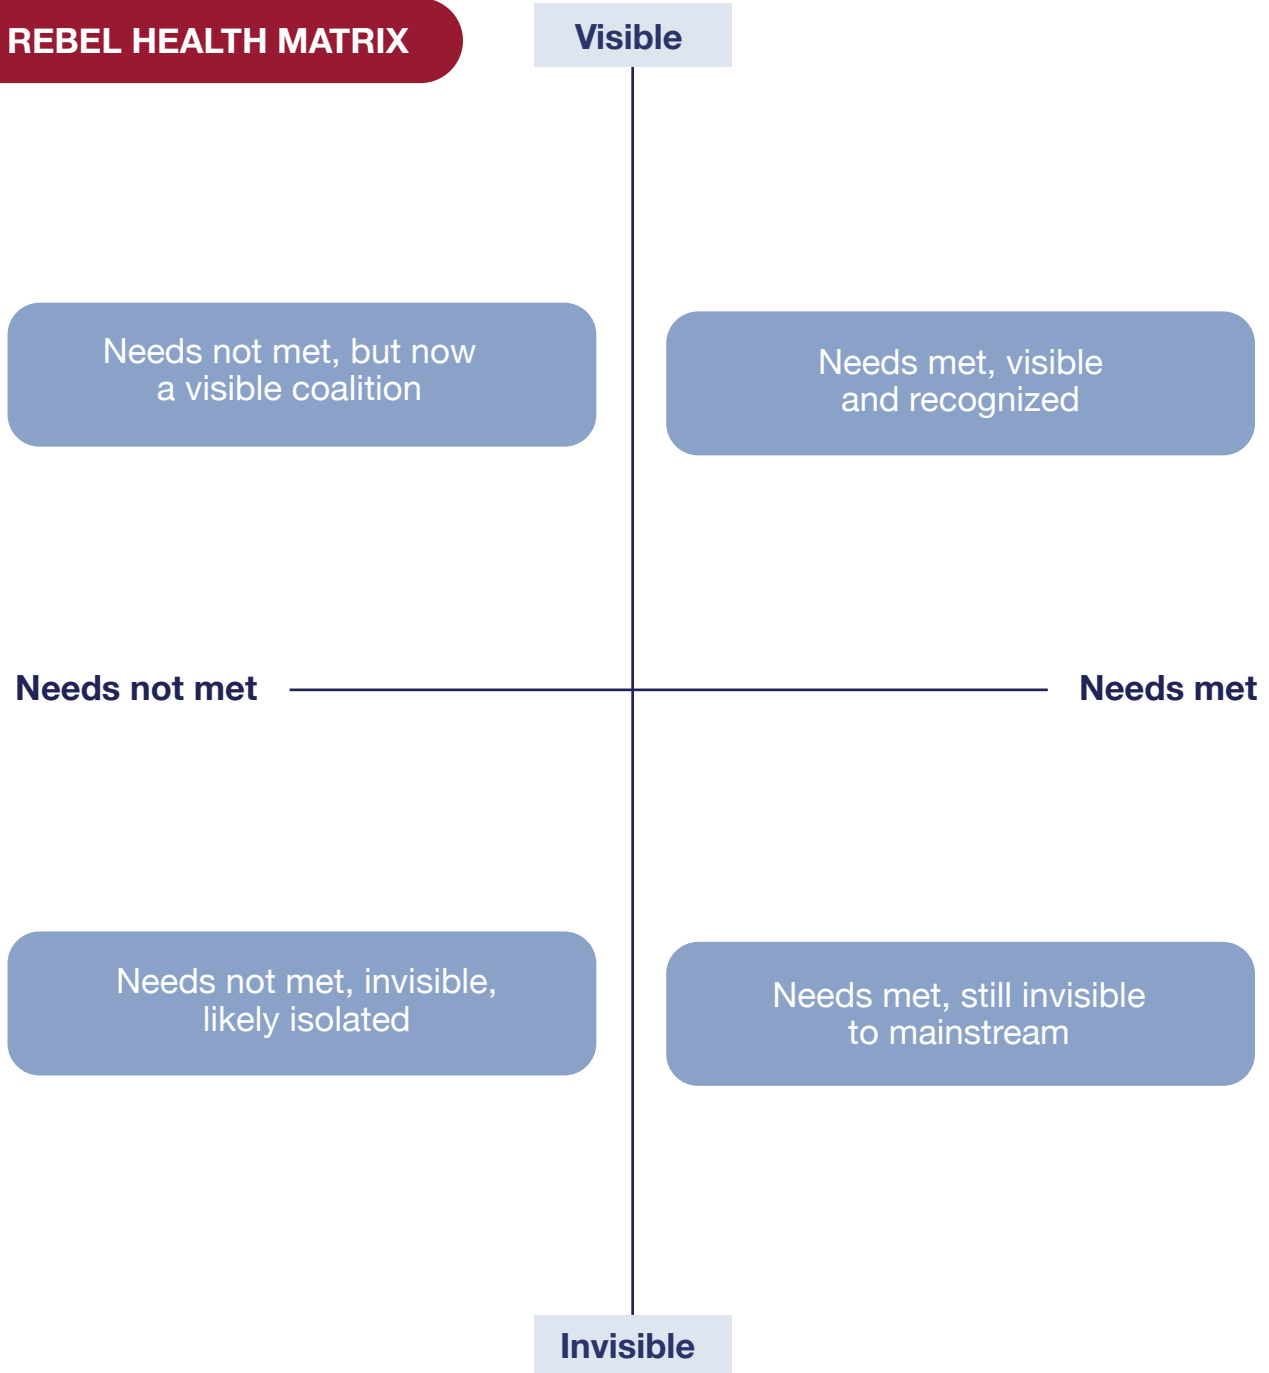 REBEL HEALTH MATRIX
Visible
Needs not met, but now
a visible coalition
Needs met, visible
and recognized
Needs not met
Needs met
Needs not met, invisible,
likely isolated
Needs met, still invisible
to mainstream
Invisible